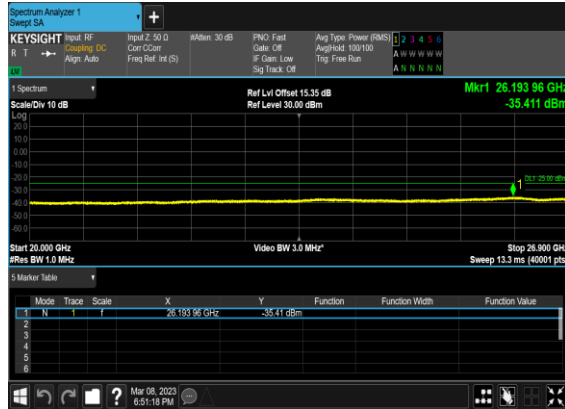 Spectrum Analyzer 1
Swept SA
+
KEYSIGHT Input: RF Input Z: 50 Ω #Atten: 30 dB PNO: Fast Avg Type: Power (RMS) 1 2 3 4 5 6
R T Coupling: DC Corr CCorr Gate: Off Avg|Hold: 100/100 A W W W W W
Align: Auto Freq Ref: Int (S) IF Gain: Low Trig: Free Run
LXI Sig Track: Off A N N N N N
1 Spectrum Ref Lvl Offset 15.35 dB Mkr1 26.193 96 GHz
Scale/Div 10 dB Ref Level 30.00 dBm -35.411 dBm
Log
20.0
10.0
0.00
-10.0
-20.0
DL1 -25.00 dBm
1
-30.0
-40.0
-50.0
-60.0
Start 20.000 GHz Video BW 3.0 MHz* Stop 26.900 GHz
#Res BW 1.0 MHz Sweep 13.3 ms (40001 pts)
5 Marker Table
Mode Trace Scale X Y Function Function Width Function Value
1 N 1 f 26.193 96 GHz -35.41 dBm
2
3
4
5
6
? Mar 08, 2023
6:51:18 PM